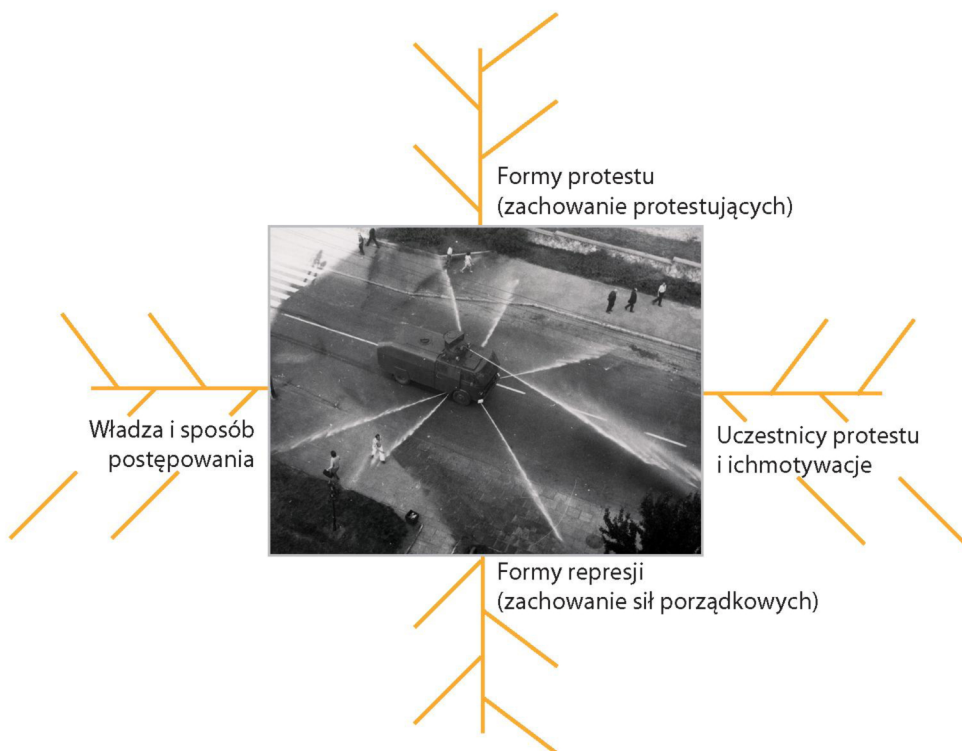 Formy protestu
(zachowanie protestujących)
Władza i sposób
postępowania
Uczestnicy protestu
i ichmotywacje
Formy represji
(zachowanie sił porządkowych)